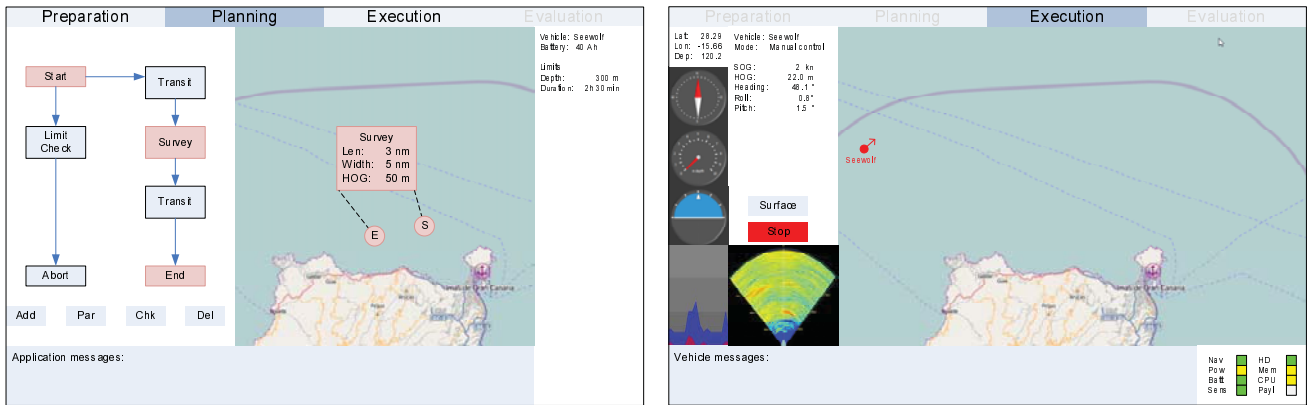 Preparation Planning Execution Evaluation
Vehicle: Seewolf
Battery: 40 Ah
Limits
Depth: 300 m
Duration: 2h 30 min
Start
Transit
Limit
Check
Survey
Transit
Abort
End
Survey
Len: 3 nm
Width: 5 nm
HOG: 50 m
E
S
Add Par Chk Del
Application messages:
Preparation Planning Execution Evaluation
Lat: 28.29
Lon: -15.66
Dep: 120.2
Vehicle: Seewolf
Mode: Manual control
SOG: 2 kn
HOG: 22.0 m
Heading: 48.1 °
Roll: 0.8°
Pitch: 1.5 °
Surface
Stop
Seewolf
Vehicle messages:
Nav HD
Pow Mem
Batt CPU
Sens Payl